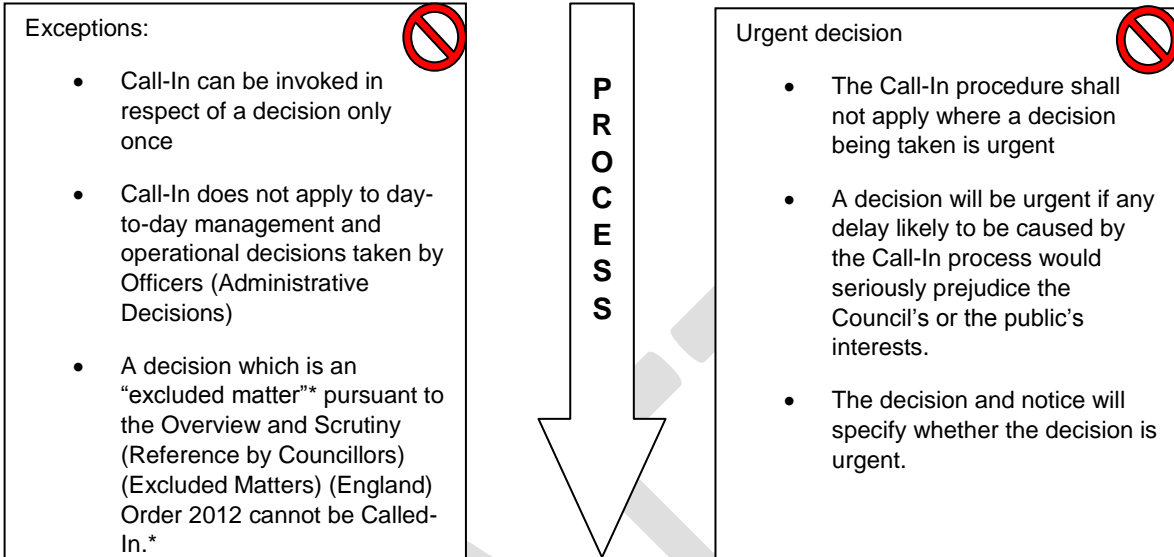 Exceptions:
• Call-In can be invoked in
respect of a decision only
once
• Call-In does not apply to day-
to-day management and
operational decisions taken by
Officers (Administrative
Decisions)
• A decision which is an
“excluded matter”* pursuant to
the Overview and Scrutiny
(Reference by Councillors)
(Excluded Matters) (England)
Order 2012 cannot be Called-
In.*
P
R
O
C
E
S
S
Urgent decision
• The Call-In procedure shall
not apply where a decision
being taken is urgent
• A decision will be urgent if any
delay likely to be caused by
the Call-In process would
seriously prejudice the
Council’s or the public’s
interests.
• The decision and notice will
specify whether the decision is
urgent.